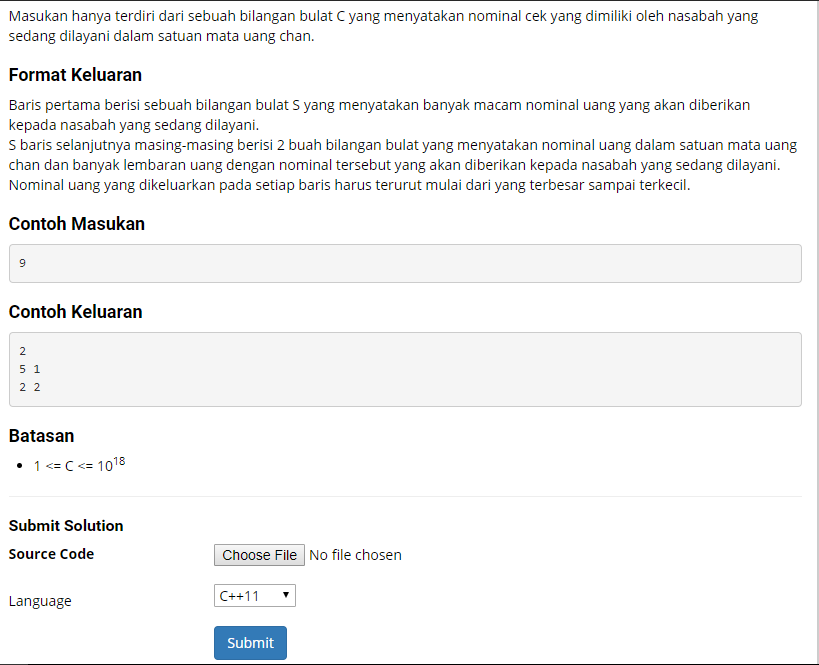 Masukan hanya terdiri dari sebuah bilangan bulat C yang menyatakan nominal cek yang dimiliki oleh nasabah yang
sedang dilayani dalam satuan mata uang chan.
Format Keluaran
Baris pertama berisi sebuah bilangan bulat S yang menyatakan banyak macam nominal uang yang akan diberikan
kepada nasabah yang sedang dilayani.
S baris selanjutnya masing-masing berisi 2 buah bilangan bulat yang menyatakan nominal uang dalam satuan mata uang
chan dan banyak lembaran uang dengan nominal tersebut yang akan diberikan kepada nasabah yang sedang dilayani.
Nominal uang yang dikeluarkan pada setiap baris harus terurut mulai dari yang terbesar sampai terkecil.
Contoh Masukan
9
Contoh Keluaran
2
5 1
2 2
Batasan
• 1 <= C <= 10^18
Submit Solution
Source Code Choose File No file chosen
Language C++11
Submit